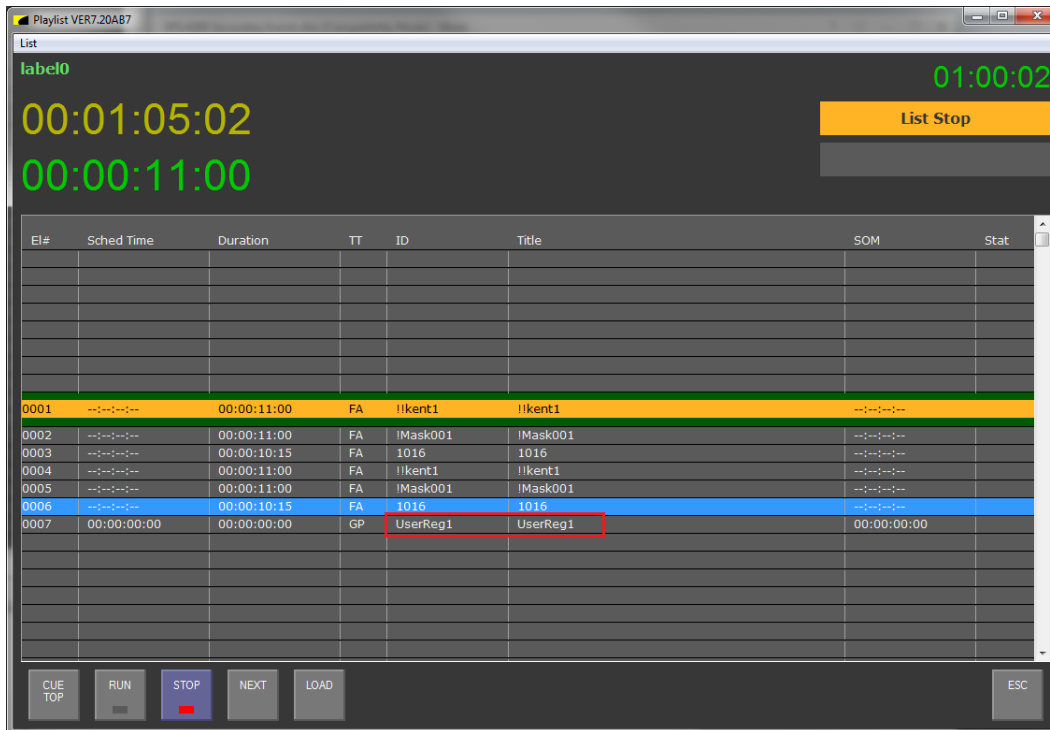 Playlist VER7.20AB7
List
label0
01:00:02
00:01:05:02
List Stop
00:00:11:00
El# Sched Time Duration TT ID Title SOM Stat
0001 --:--:--:-- 00:00:11:00 FA !!kent1 !!kent1 --:--:--:--
0002 --:--:--:-- 00:00:11:00 FA !Mask001 !Mask001 --:--:--:--
0003 --:--:--:-- 00:00:10:15 FA 1016 1016 --:--:--:--
0004 --:--:--:-- 00:00:11:00 FA !!kent1 !!kent1 --:--:--:--
0005 --:--:--:-- 00:00:11:00 FA !Mask001 !Mask001 --:--:--:--
0006 --:--:--:-- 00:00:10:15 FA 1016 1016 --:--:--:--
0007 00:00:00:00 00:00:00:00 GP UserReg1 UserReg1 00:00:00:00
CUE TOP
RUN
STOP
NEXT
LOAD
ESC